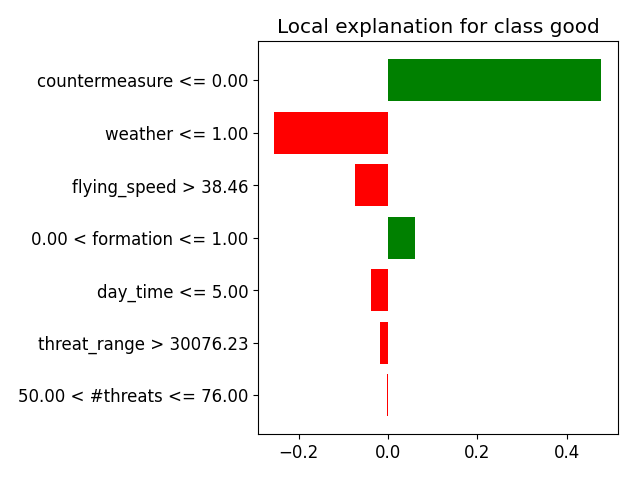 Local explanation for class good
countermeasure <= 0.00
weather <= 1.00
flying_speed > 38.46
0.00 < formation <= 1.00
day_time <= 5.00
threat_range > 30076.23
50.00 < #threats <= 76.00
−0.2 0.0 0.2 0.4